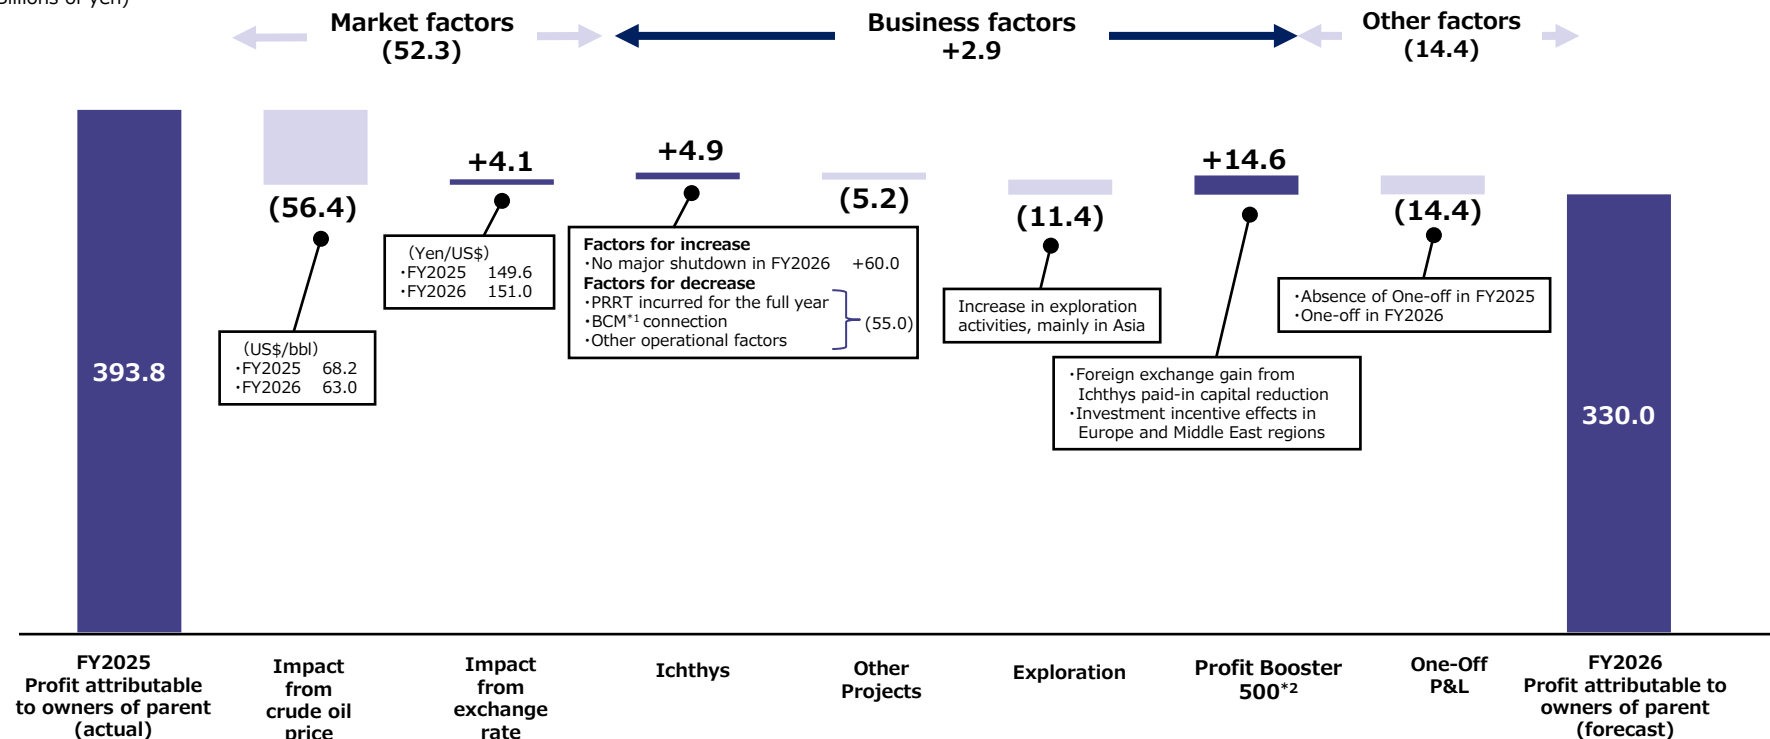 Billions of yen)
Market factors
(52.3)
Business factors
+2.9
Other factors
(14.4)
393.8
(56.4)
(US$/bbl)
・FY2025 68.2
・FY2026 63.0
+4.1
(Yen/US$)
・FY2025 149.6
・FY2026 151.0
+4.9
Factors for increase
・No major shutdown in FY2026 +60.0
Factors for decrease
・PRRT incurred for the full year
・BCM*1 connection
・Other operational factors
(55.0)
(5.2)
(11.4)
Increase in exploration
activities, mainly in Asia
+14.6
・Foreign exchange gain from
Ichthys paid-in capital reduction
・Investment incentive effects in
Europe and Middle East regions
(14.4)
・Absence of One-off in FY2025
・One-off in FY2026
330.0
FY2025
Profit attributable
to owners of parent
(actual)
Impact
from
crude oil
price
Impact
from
exchange
rate
Ichthys
Other
Projects
Exploration
Profit Booster
500*2
One-Off
P&L
FY2026
Profit attributable to
owners of parent
(forecast)